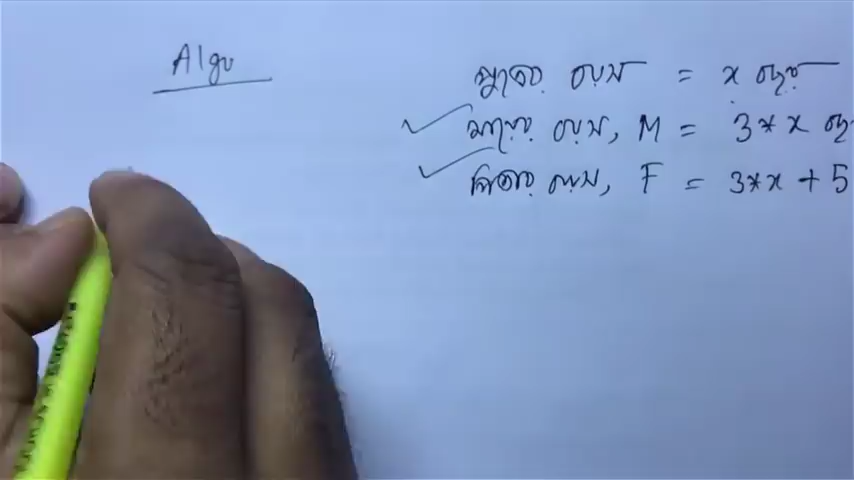 Algo
পুত্রের বয়স = x বছর
মায়ের বয়স, M = 3*x
পিতার বয়স, F = 3*x + 5